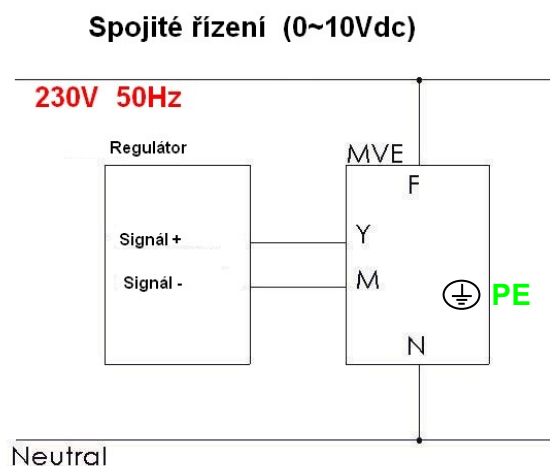 Spojité řízení (0~10Vdc)
230V 50Hz
Regulátor
MVE
F
Signál +
Y
Signál -
M
PE
N
Neutral